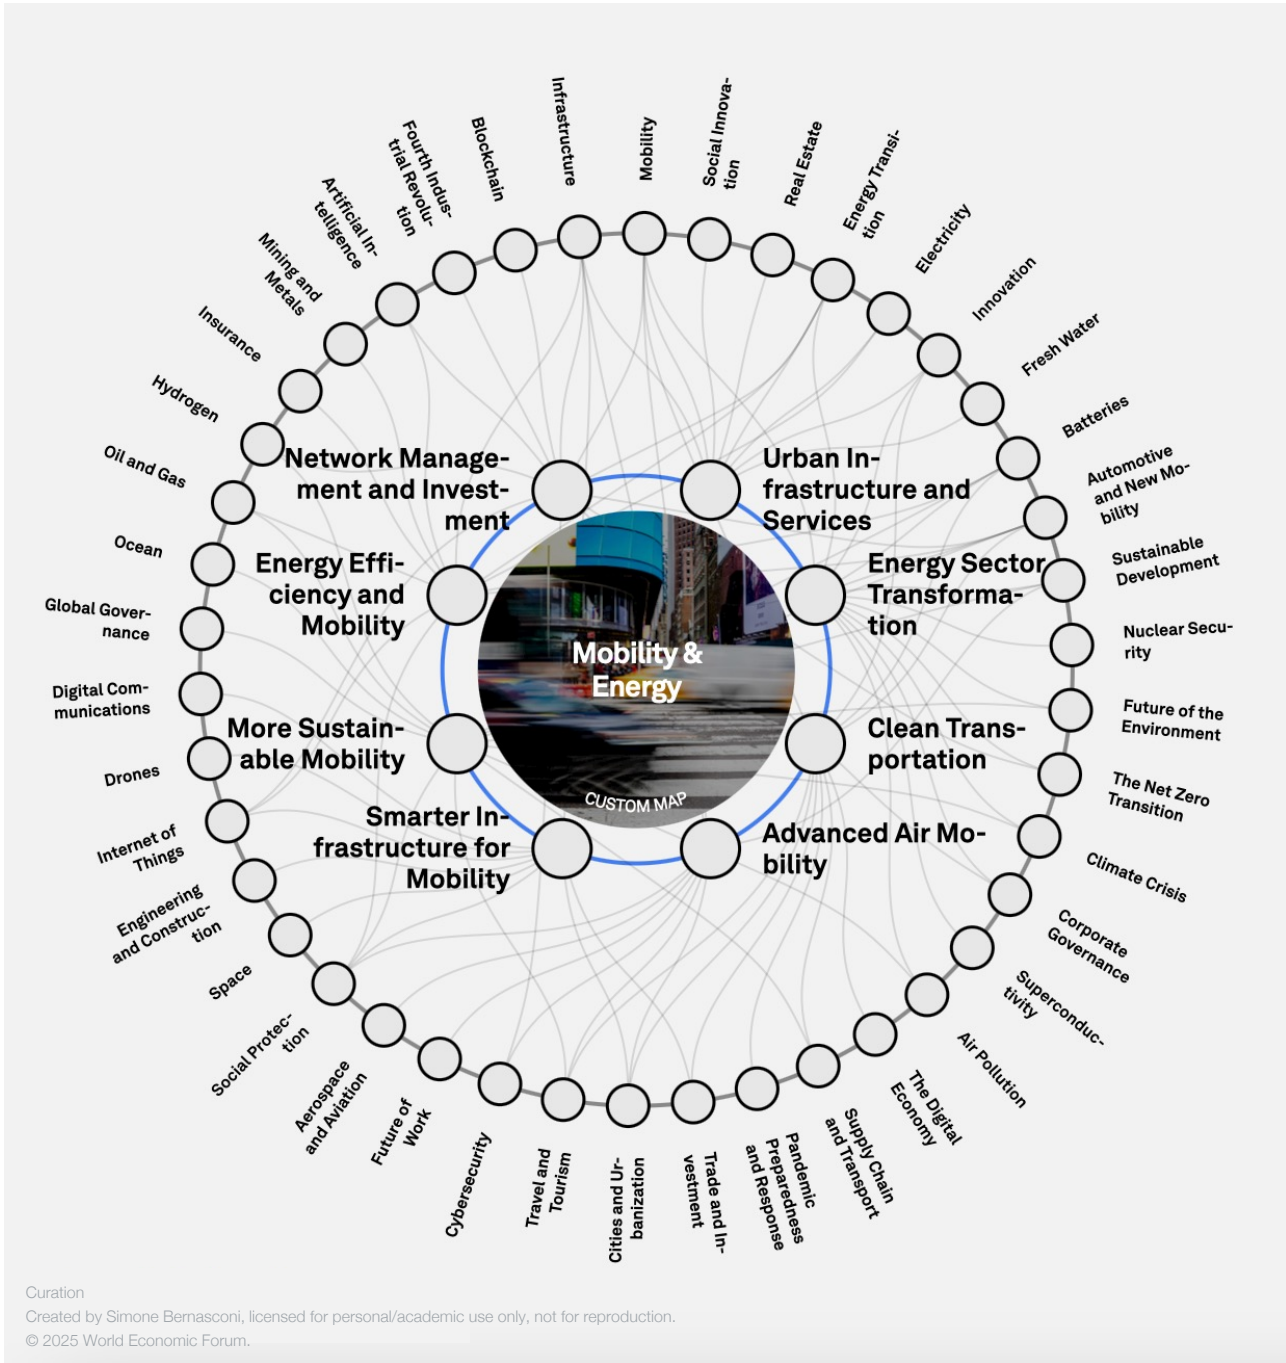 Infrastructure
Mobility
Social Innova-
tion
Real Estate
Energy Transi-
tion
Electricity
Innovation
Fresh Water
Batteries
Automotive
and New Mo-
bility
Sustainable
Development
Nuclear Secu-
rity
Future of the
Environment
The Net Zero
Transition
Climate Crisis
Corporate
Governance
Superconduc-
tivity
Air Pollution
The Digital
Economy
Supply Chain
and Transport
Pandemic
Preparedness
and Response
Trade and In-
vestment
Cities and Ur-
banization
Travel and
Tourism
Cybersecurity
Future of
Work
Aerospace
and Aviation
Social Protec-
tion
Space
Engineering
and Construc-
tion
Internet of
Things
Drones
Digital Com-
munications
Global Gover-
nance
Ocean
Oil and Gas
Hydrogen
Insurance
Mining and
Metals
Artificial In-
telligence
Fourth Indus-
trial Revolu-
tion
Blockchain
Network Manage-
ment and Invest-
ment
Urban In-
frastructure and
Services
Energy Effi-
ciency and
Mobility
Energy Sector
Transforma-
tion
Mobility &
Energy
More Sustain-
able Mobility
Clean Trans-
portation
CUSTOM MAP
Smarter In-
frastructure for
Mobility
Advanced Air Mo-
bility
Curation
Created by Simone Bernasconi, licensed for personal/academic use only, not for reproduction.
© 2025 World Economic Forum.